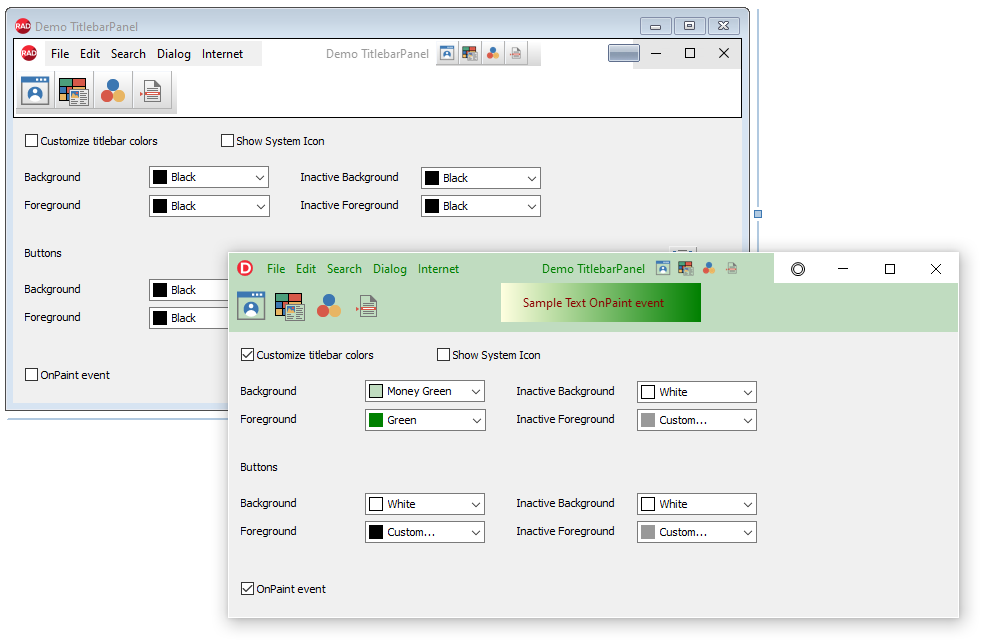 RAD Demo TitlebarPanel
RAD File Edit Search Dialog Internet Demo TitlebarPanel
Customize titlebar colors Show System Icon
Background Black Inactive Background Black
Foreground Black Inactive Foreground Black
Buttons
Background Black
Foreground Black
OnPaint event
D File Edit Search Dialog Internet Demo TitlebarPanel
Sample Text OnPaint event
Customize titlebar colors Show System Icon
Background Money Green Inactive Background White
Foreground Green Inactive Foreground Custom...
Buttons
Background White Inactive Background White
Foreground Custom... Inactive Foreground Custom...
OnPaint event